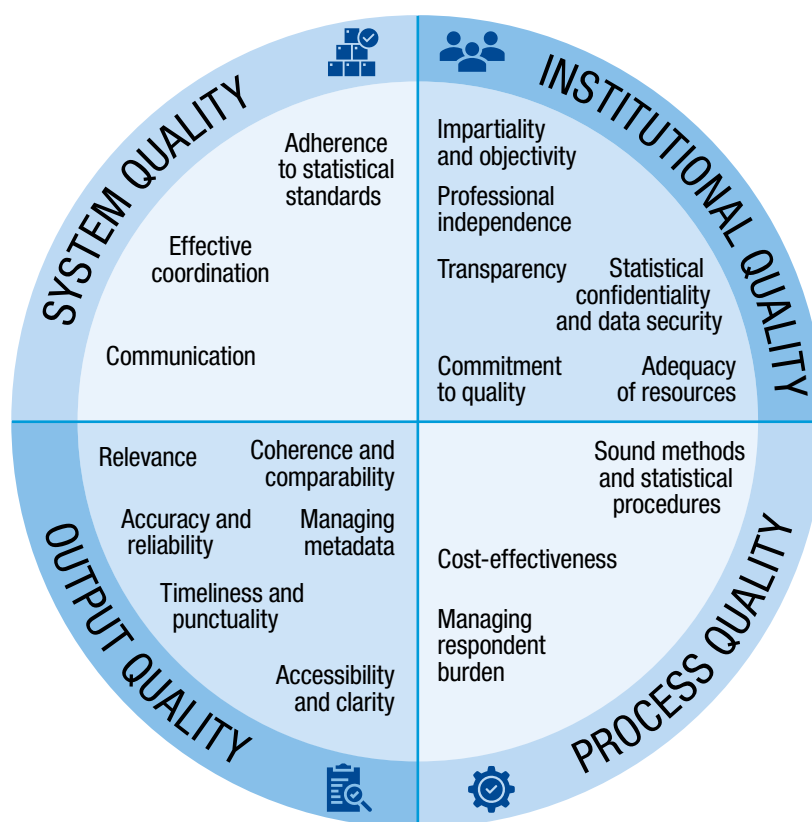 SYSTEM QUALITY
Adherence
to statistical
standards
Effective
coordination
Communication
INSTITUTIONAL QUALITY
Impartiality
and objectivity
Professional
independence
Transparency
Statistical
confidentiality
and data security
Commitment
to quality
Adequacy
of resources
OUTPUT QUALITY
Relevance
Coherence and
comparability
Accuracy and
reliability
Managing
metadata
Timeliness and
punctuality
Accessibility
and clarity
PROCESS QUALITY
Sound methods
and statistical
procedures
Cost-effectiveness
Managing
respondent
burden